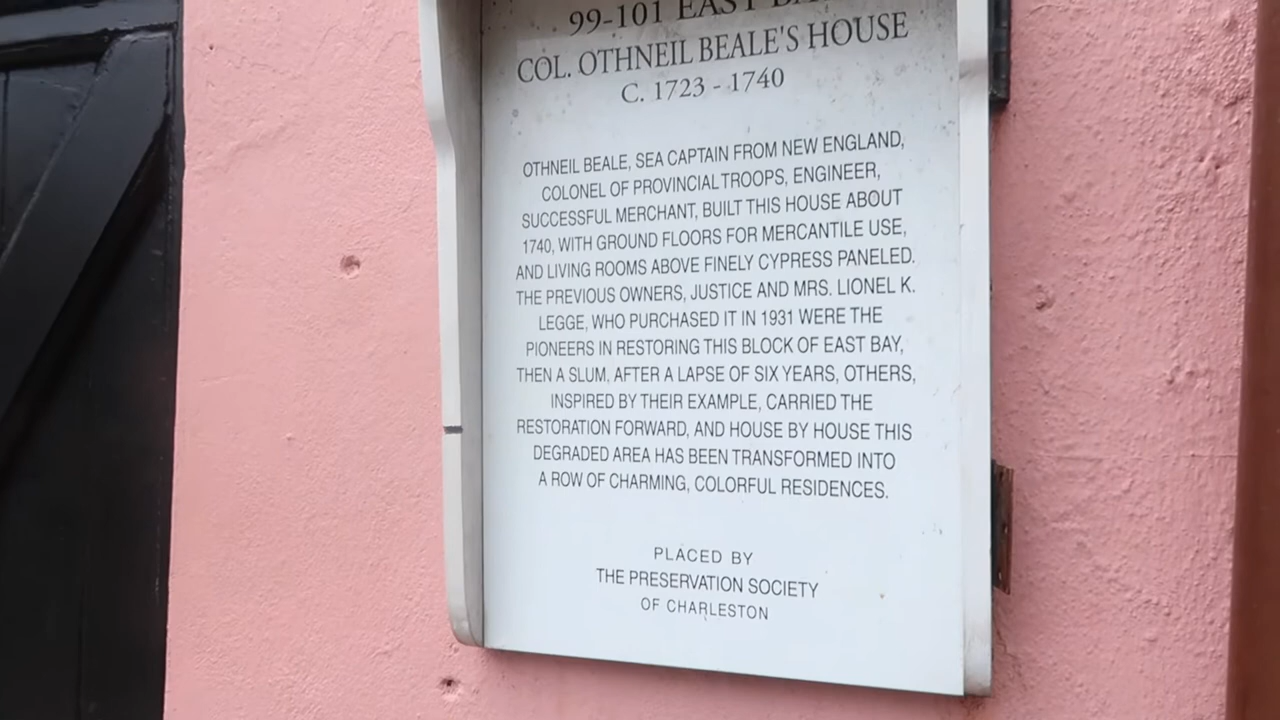 99-101 EAST BA
COL. OTHNEIL BEALE'S HOUSE
C. 1723 - 1740
OTHNEIL BEALE, SEA CAPTAIN FROM NEW ENGLAND,
COLONEL OF PROVINCIAL TROOPS, ENGINEER,
SUCCESSFUL MERCHANT, BUILT THIS HOUSE ABOUT
1740, WITH GROUND FLOORS FOR MERCANTILE USE,
AND LIVING ROOMS ABOVE FINELY CYPRESS PANELED.
THE PREVIOUS OWNERS, JUSTICE AND MRS. LIONEL K.
LEGGE, WHO PURCHASED IT IN 1931 WERE THE
PIONEERS IN RESTORING THIS BLOCK OF EAST BAY,
THEN A SLUM, AFTER A LAPSE OF SIX YEARS, OTHERS,
INSPIRED BY THEIR EXAMPLE, CARRIED THE
RESTORATION FORWARD, AND HOUSE BY HOUSE THIS
DEGRADED AREA HAS BEEN TRANSFORMED INTO
A ROW OF CHARMING, COLORFUL RESIDENCES.
PLACED BY
THE PRESERVATION SOCIETY
OF CHARLESTON